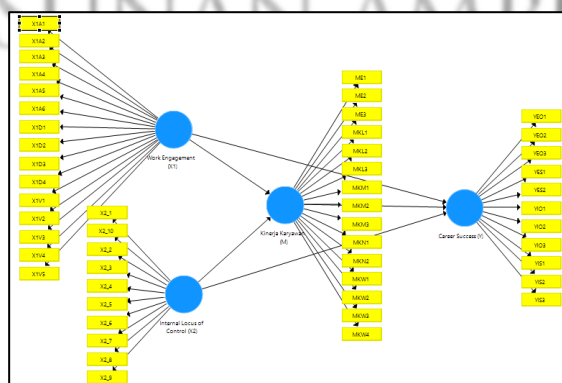 X1A1
X1A2
X1A3
X1A4
X1A5
X1A6
X1D1
X1D2
X1D3
X1D4
X1V1
X1V2
X1V3
X1V4
X1V5
Work Engagement
(X1)
X2_1
X2_10
X2_2
X2_3
X2_4
X2_5
X2_6
X2_7
X2_8
X2_9
Internal Locus of
Control (X2)
Kinerja Karyawan
(M)
ME1
ME2
ME3
MKL1
MKL2
MKL3
MKM1
MKM2
MKM3
MKN1
MKN2
MKW1
MKW2
MKW3
MKW4
Career Success (Y)
YEO1
YEO2
YEO3
YES1
YES2
YIO1
YIO2
YIO3
YIS1
YIS2
YIS3